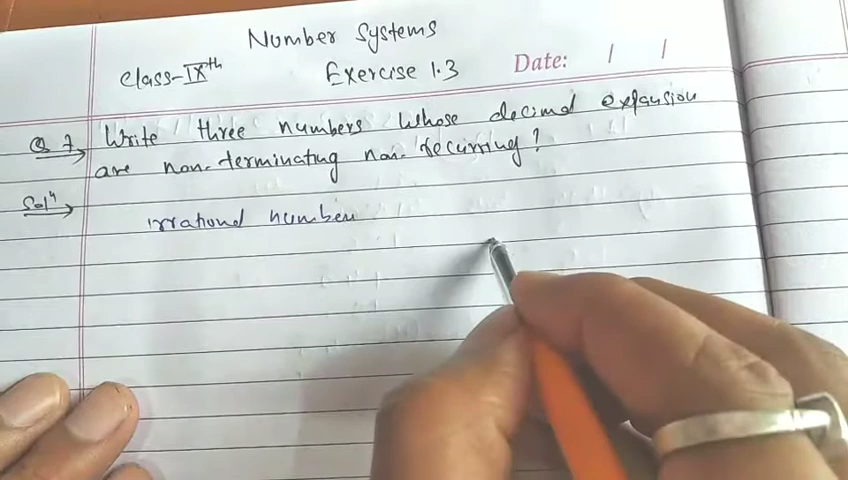 Number Systems
Class-IXth
Exercise 1.3
Date: / /
Q 7 Write three numbers whose decimal expansion
are non-terminating non-recurring?
Solⁿ
irrational number